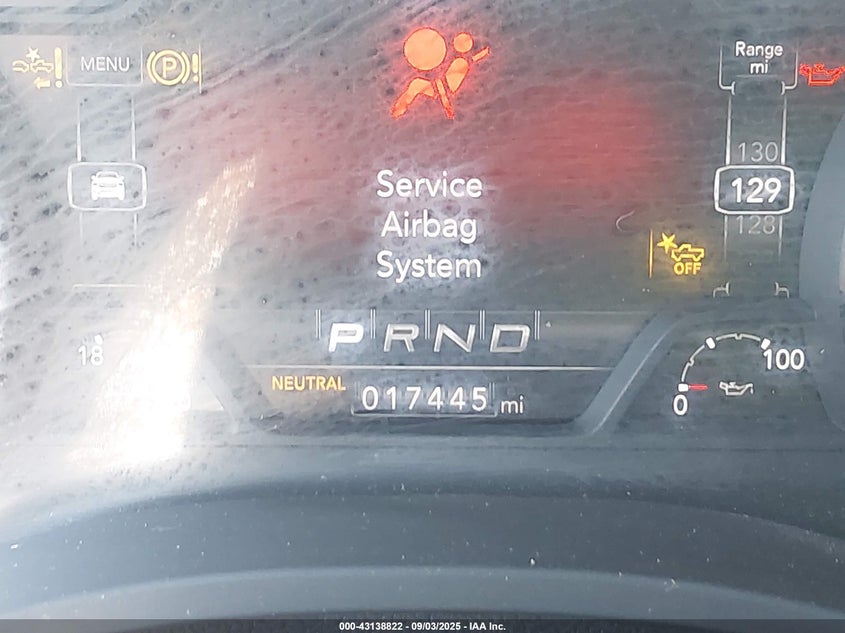 MENU
P !
Range
mi
130
129
128
Service
Airbag
System
OFF
P R N D
18
NEUTRAL
017445 mi
0
100
000-43138822 - 09/03/2025 - IAA Inc.